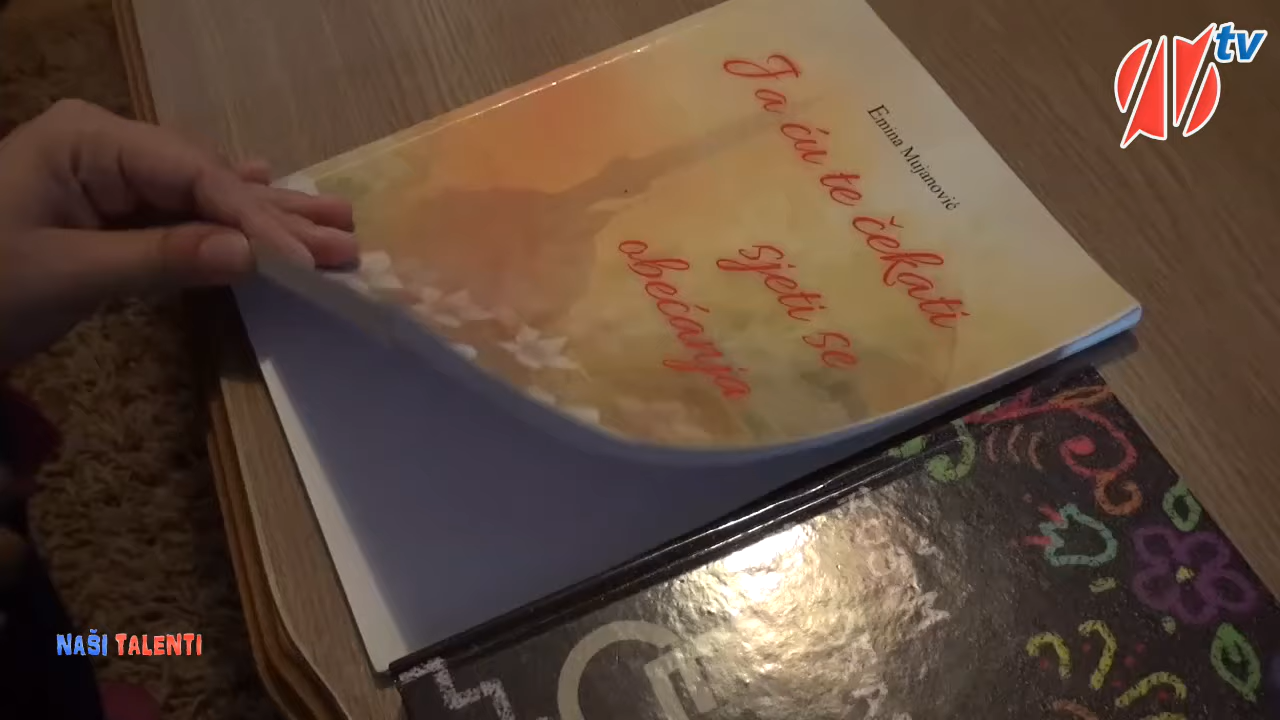 tv
Emina Mujanović
Ja ću te čekati
sjeti se
obećanja
NAŠI TALENTI